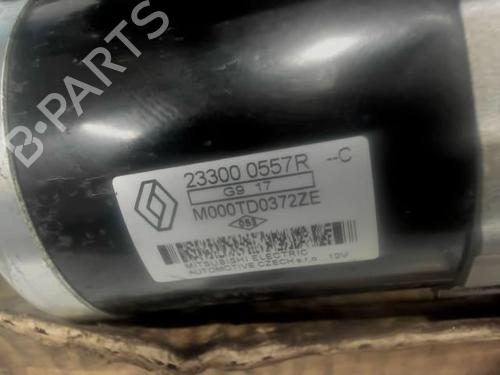 B-PARTS
23300 0557R --C
G9 17
M000TD0372ZE
MITSUBISHI ELECTRIC
AUTOMOTIVE CZECH s.r.o. 12V